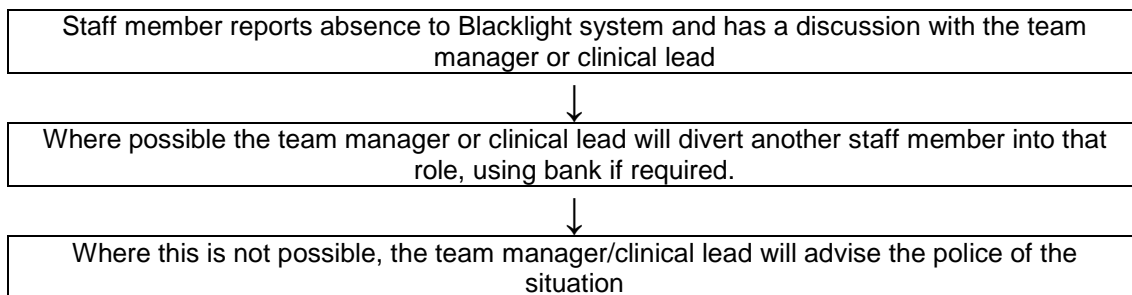 Staff member reports absence to Blacklight system and has a discussion with the team
manager or clinical lead
↓
Where possible the team manager or clinical lead will divert another staff member into that
role, using bank if required.
↓
Where this is not possible, the team manager/clinical lead will advise the police of the
situation